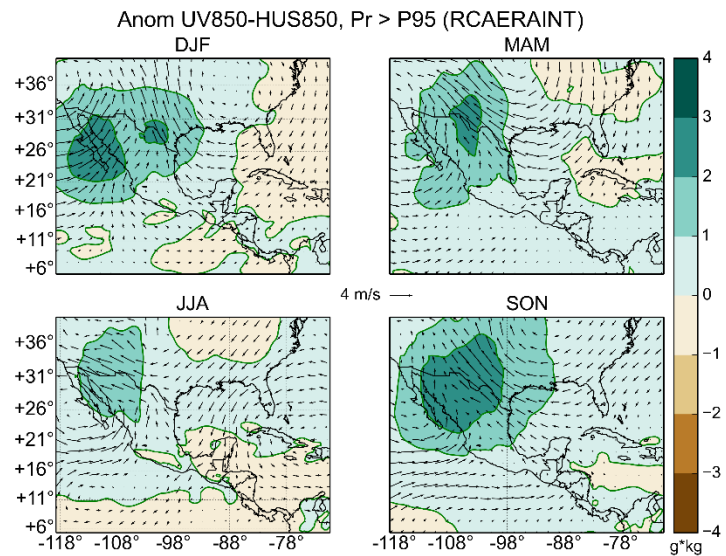 Anom UV850-HUS850, Pr > P95 (RCAERAINT)
DJF
MAM
+36°
+31°
+26°
+21°
+16°
+11°
+6°
4
3
2
1
0
−1
−2
−3
−4
g*kg
JJA
4 m/s
SON
+36°
+31°
+26°
+21°
+16°
+11°
+6°
-118° -108° -98° -88° -78°
-118° -108° -98° -88° -78°